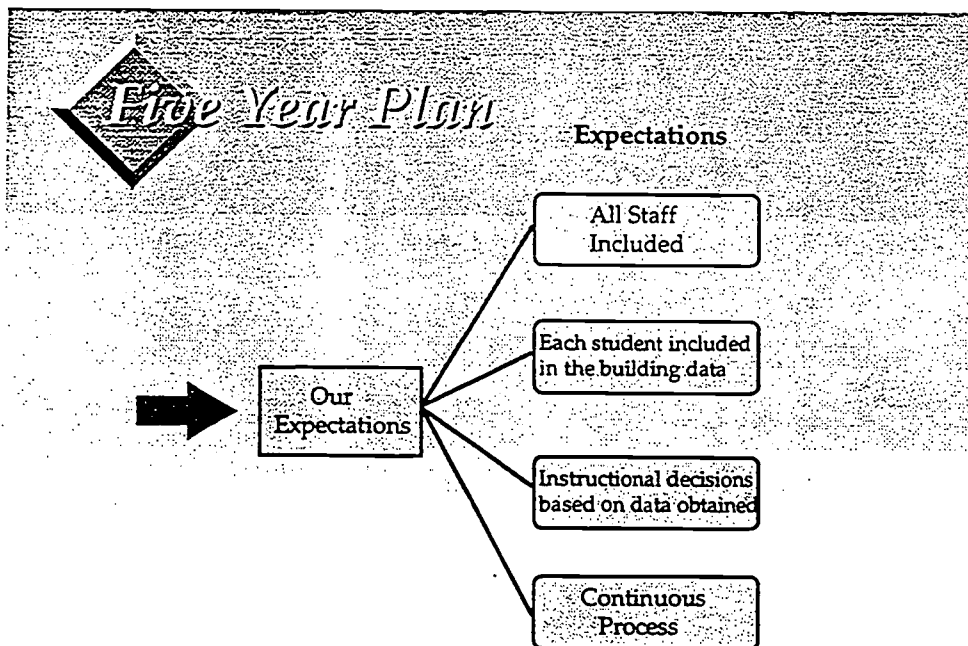 Five Year Plan
Expectations
All Staff
Included
Each student included
in the building data
Our
Expectations
Instructional decisions
based on data obtained
Continuous
Process